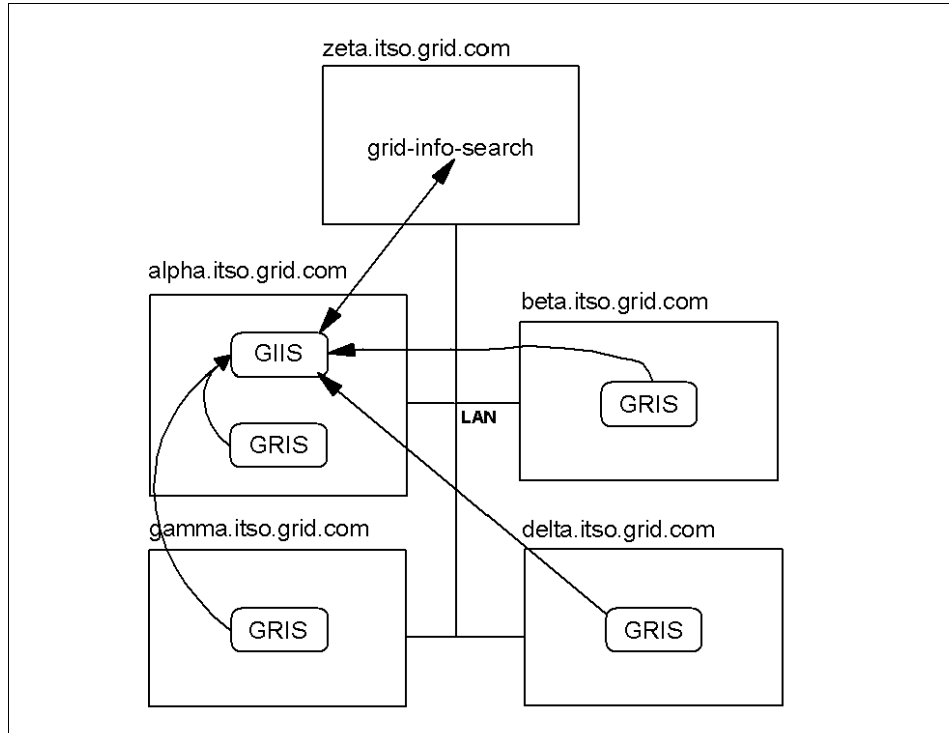 zeta.itso.grid.com
grid-info-search
alpha.itso.grid.com
GIIS
GRIS
beta.itso.grid.com
GRIS
LAN
gamma.itso.grid.com
GRIS
delta.itso.grid.com
GRIS